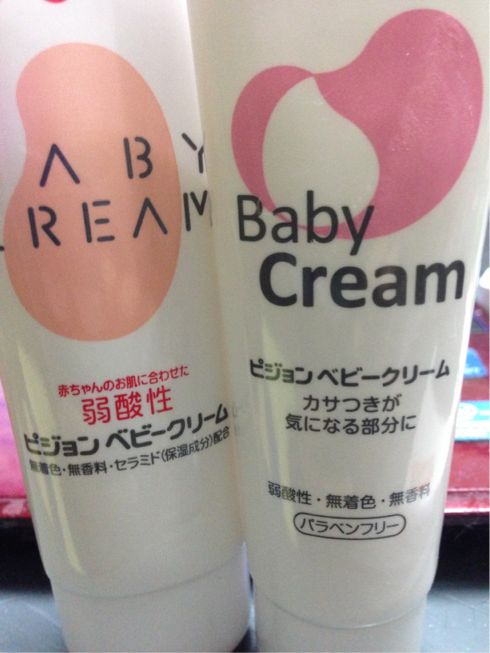 ABY
REAM
赤ちゃんのお肌に合わせた
弱酸性
ピジョン ベビークリーム
無着色・無香料・セラミド(保湿成分)配合
Baby
Cream
ピジョン ベビークリーム
カサつきが
気になる部分に
弱酸性・無着色・無香料
パラベンフリー